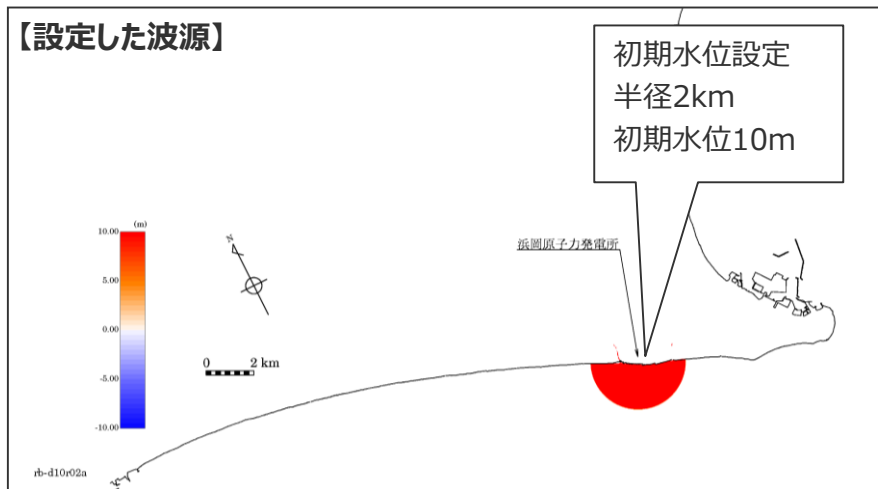 【設定した波源】
初期水位設定
半径2km
初期水位10m
(m)
10.00
5.00
0.00
-5.00
-10.00
N
浜岡原子力発電所
0 2 km
rb-d10r02a